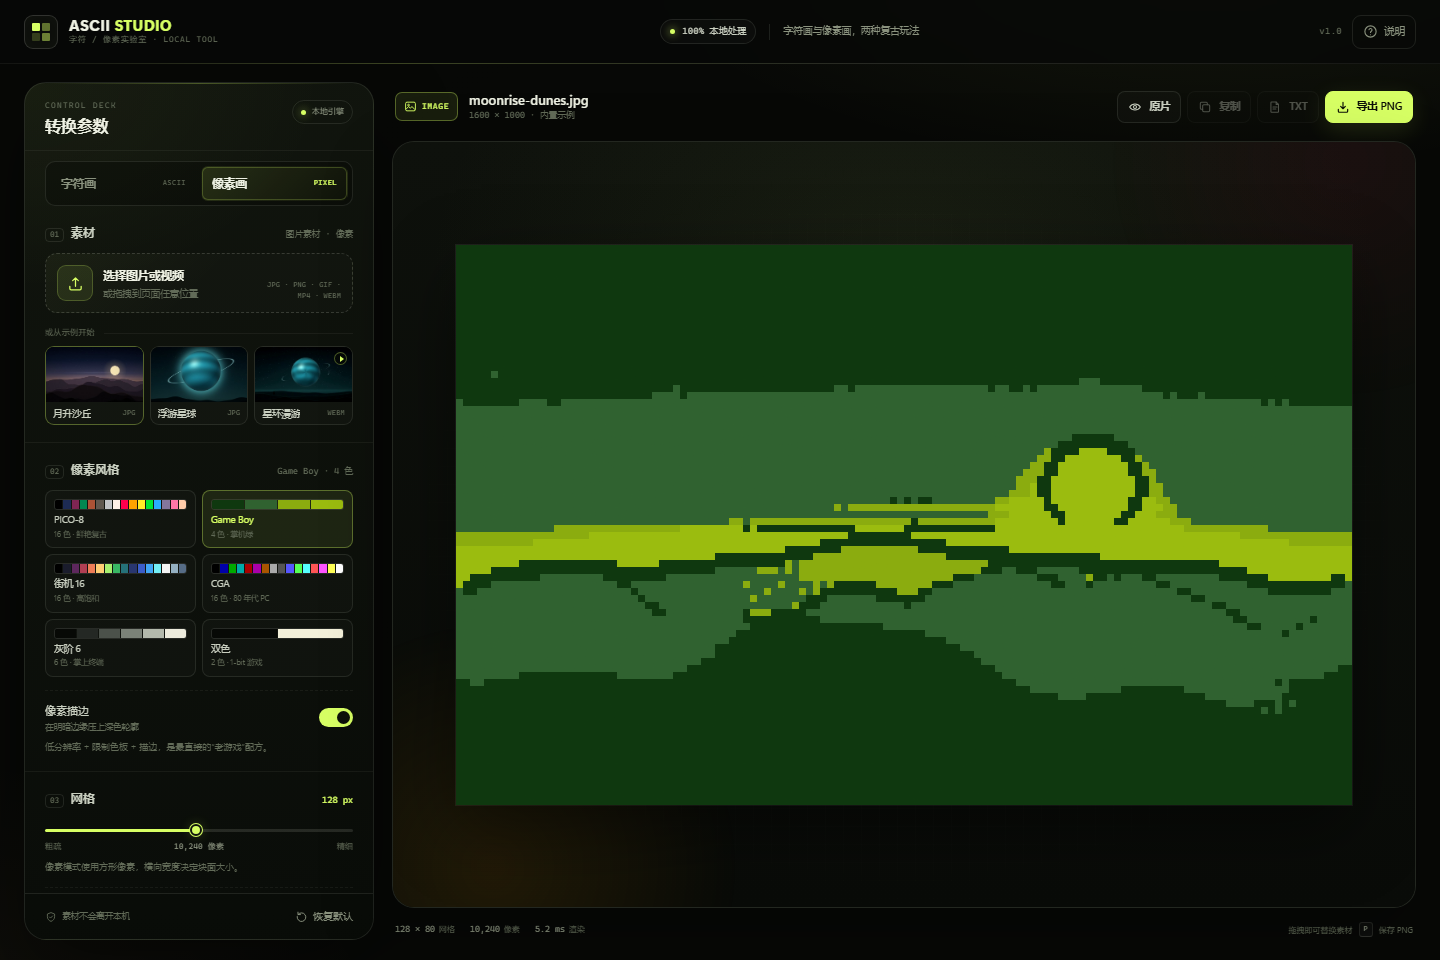 ASCII STUDIO
字符 / 像素实验室 · LOCAL TOOL
100% 本地处理
字符画与像素画，两种复古玩法
v1.0
说明
CONTROL DECK
转换参数
本地引擎
字符画 ASCII
像素画 PIXEL
01 素材
图片素材 · 像素
选择图片或视频
或拖拽到页面任意位置
JPG · PNG · GIF ·
MP4 · WEBM
或从示例开始
月升沙丘 JPG
浮游星球 JPG
星环漫游 WEBM
02 像素风格
Game Boy · 4 色
PICO-8
16 色 · 鲜艳复古
Game Boy
4 色 · 掌机绿
街机 16
16 色 · 高饱和
CGA
16 色 · 80 年代 PC
灰阶 6
6 色 · 掌上终端
双色
2 色 · 1-bit 游戏
像素描边
在明暗边缘压上深色轮廓
低分辨率 + 限制色板 + 描边，是最直接的“老游戏”配方。
03 网格
128 px
粗疏
10,240 像素
精细
像素模式使用方形像素，横向宽度决定块面大小。
素材不会离开本机
恢复默认
IMAGE
moonrise-dunes.jpg
1600 × 1000 · 内置示例
原片
复制
TXT
导出 PNG
128 × 80 网格
10,240 像素
5.2 ms 渲染
拖拽即可替换素材
P 保存 PNG